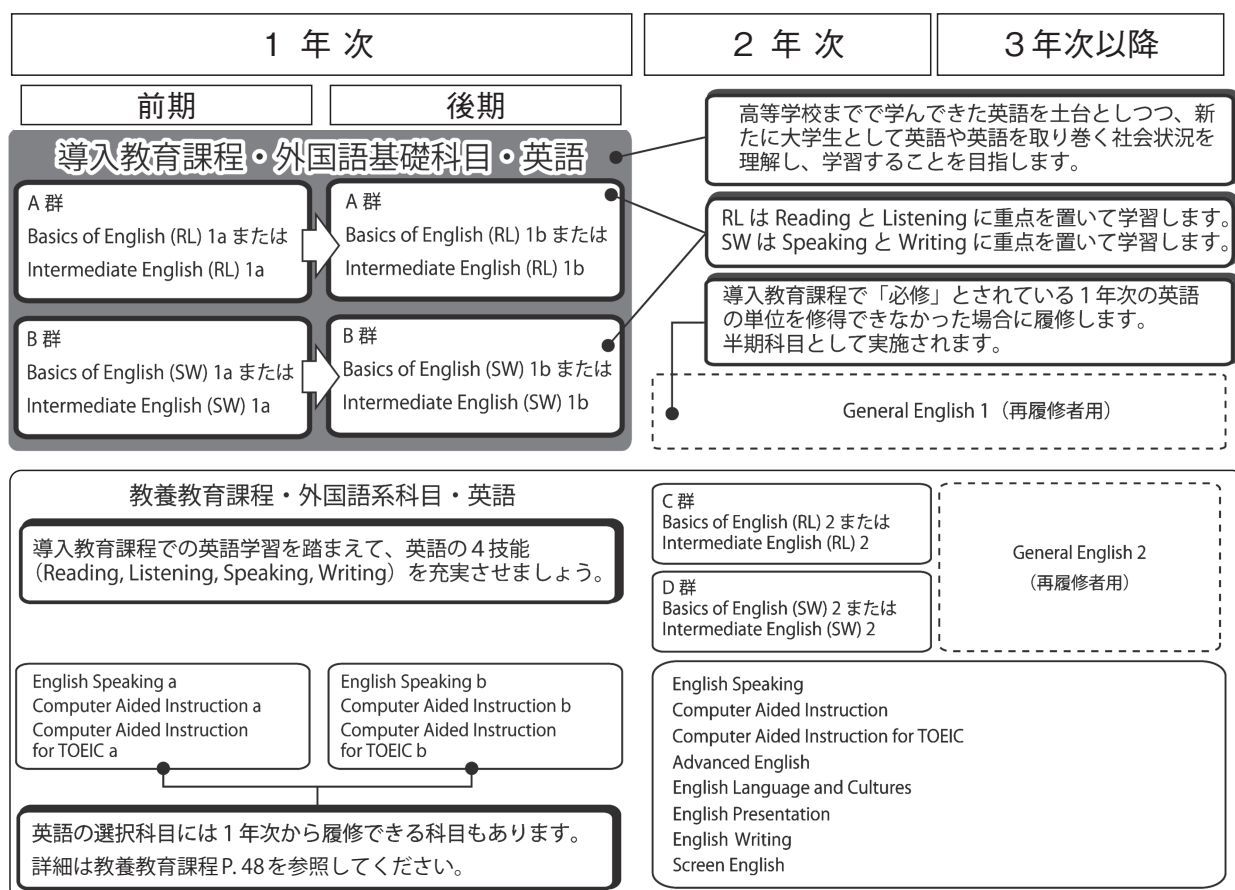 1 年 次
2 年 次
3年次以降
前期
後期
導入教育課程・外国語基礎科目・英語
A 群
Basics of English (RL) 1a または
Intermediate English (RL) 1a
A 群
Basics of English (RL) 1b または
Intermediate English (RL) 1b
B 群
Basics of English (SW) 1a または
Intermediate English (SW) 1a
B 群
Basics of English (SW) 1b または
Intermediate English (SW) 1b
高等学校までで学んできた英語を土台としつつ、新
たに大学生として英語や英語を取り巻く社会状況を
理解し、学習することを目指します。
RL は Reading と Listening に重点を置いて学習します。
SW は Speaking と Writing に重点を置いて学習します。
導入教育課程で「必修」とされている1年次の英語
の単位を修得できなかった場合に履修します。
半期科目として実施されます。
General English 1(再履修者用)
教養教育課程・外国語系科目・英語
導入教育課程での英語学習を踏まえて、英語の4技能
(Reading, Listening, Speaking, Writing)を充実させましょう。
C 群
Basics of English (RL) 2 または
Intermediate English (RL) 2
D 群
Basics of English (SW) 2 または
Intermediate English (SW) 2
General English 2
(再履修者用)
English Speaking a
Computer Aided Instruction a
Computer Aided Instruction
for TOEIC a
English Speaking b
Computer Aided Instruction b
Computer Aided Instruction
for TOEIC b
英語の選択科目には1年次から履修できる科目もあります。
詳細は教養教育課程P. 48を参照してください。
English Speaking
Computer Aided Instruction
Computer Aided Instruction for TOEIC
Advanced English
English Language and Cultures
English Presentation
English Writing
Screen English